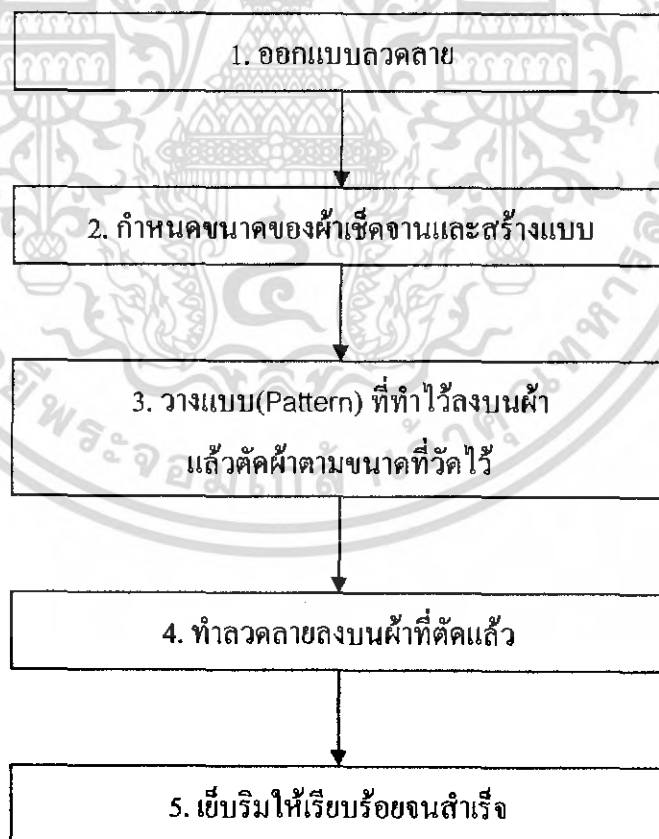 1. ออกแบบลวดลาย
2. กำหนดขนาดของผ้าเช็ดจานและสร้างแบบ
3. วางแบบ(Pattern) ที่ทำไว้ลงบนผ้า
แล้วตัดผ้าตามขนาดที่วัดไว้
4. ทำลวดลายลงบนผ้าที่ตัดแล้ว
5. เย็บริมให้เรียบร้อยจนสำเร็จ